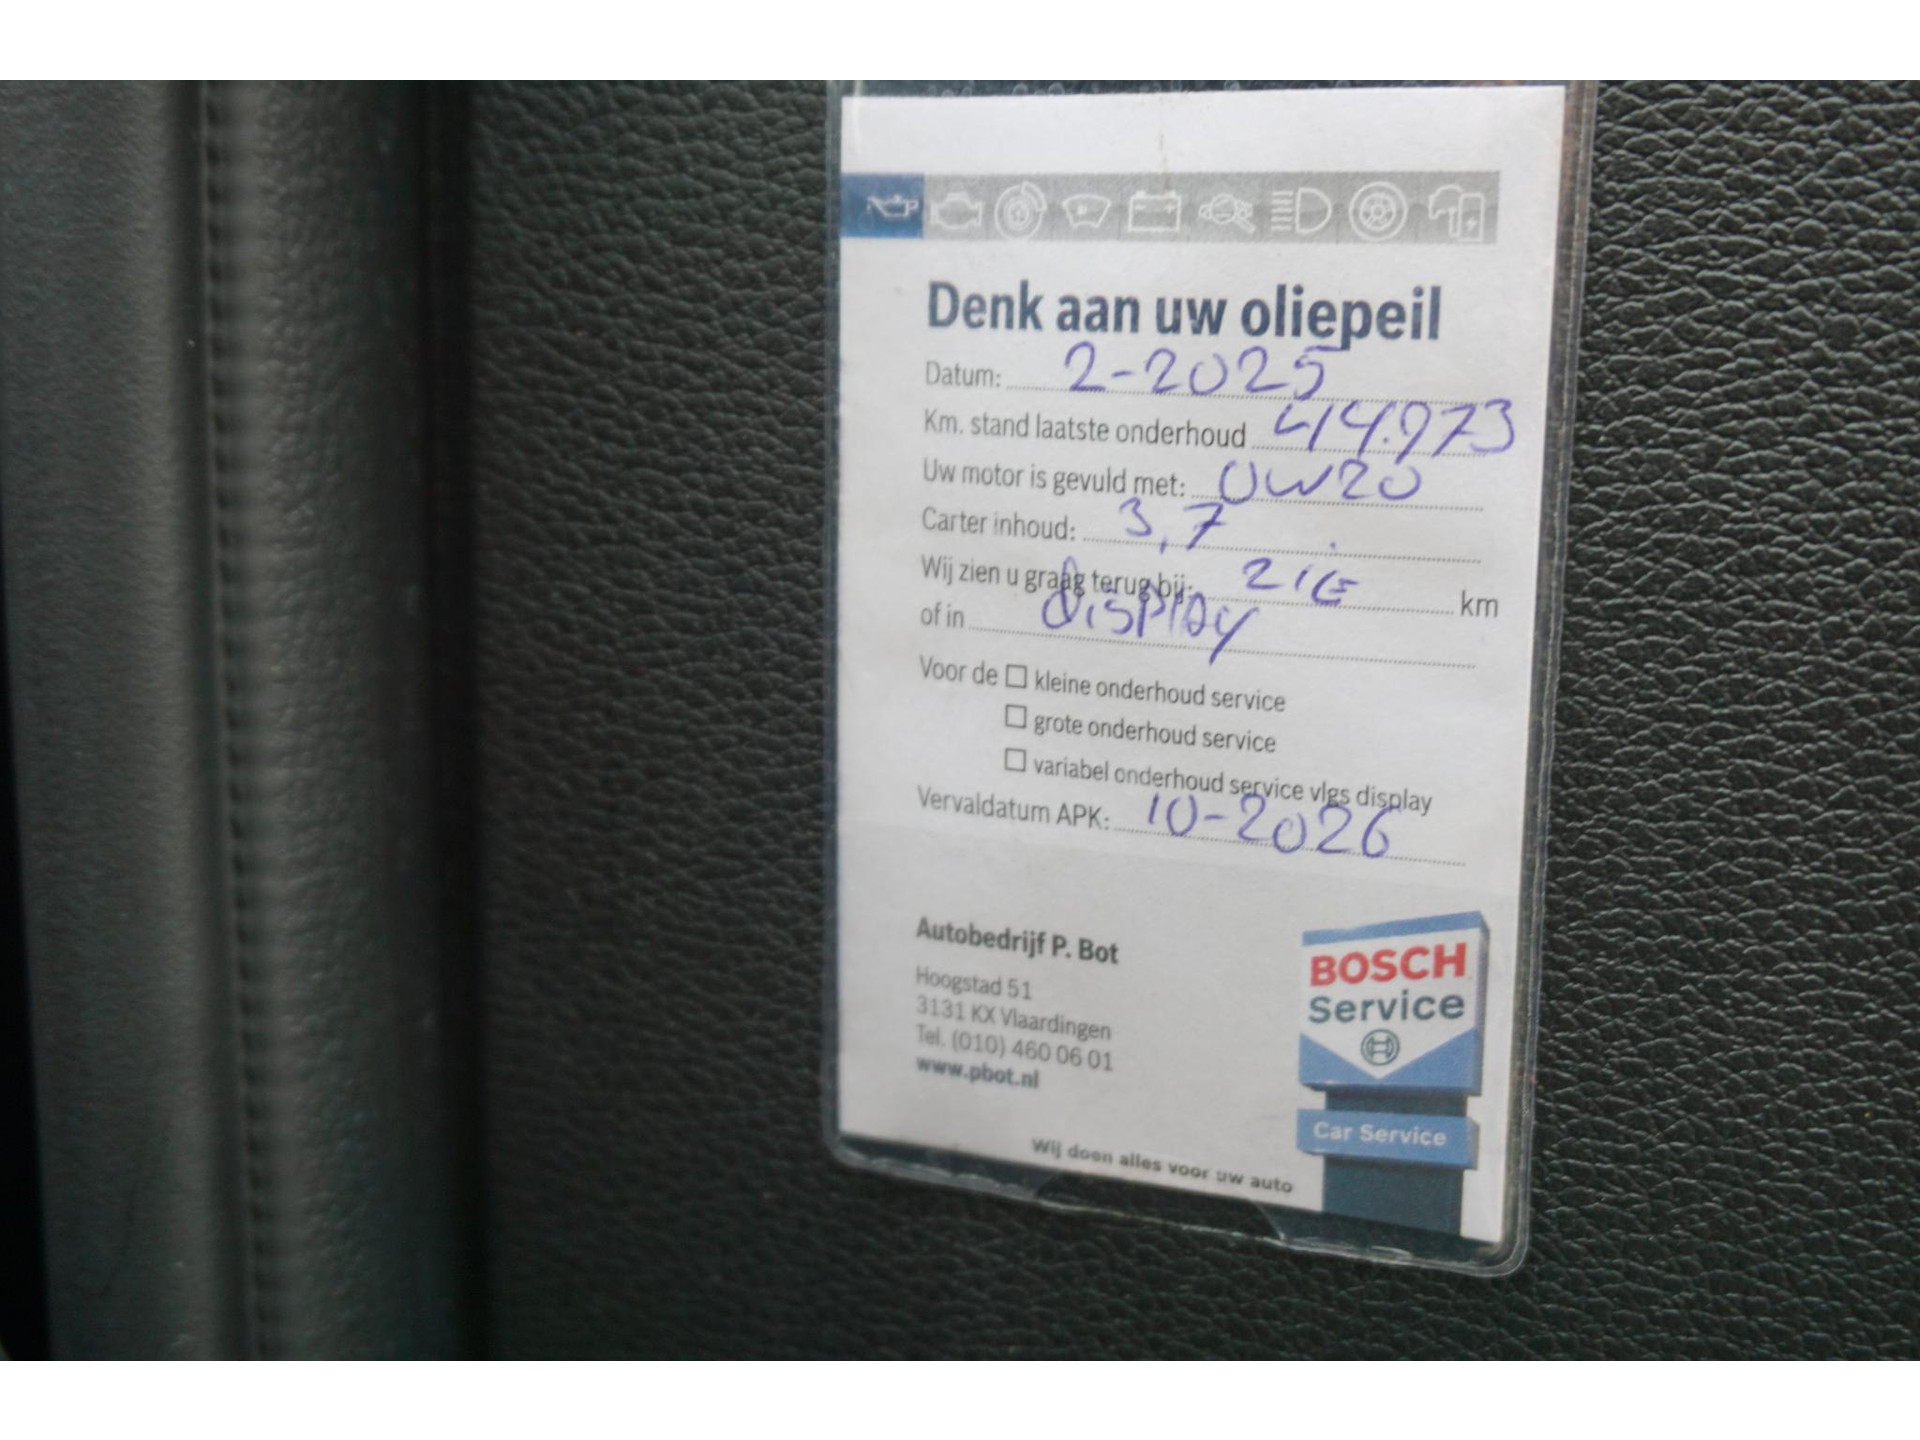 Denk aan uw oliepeil
Datum: 2-2025
Km. stand laatste onderhoud 44.973
Uw motor is gevuld met: 0W20
Carter inhoud: 3,7
Wij zien u graag terug bij: zie km
of in display
Voor de ☐ kleine onderhoud service
☐ grote onderhoud service
☐ variabel onderhoud service vlgs display
Vervaldatum APK: 10-2026
Autobedrijf P. Bot
Hoogstad 51
3131 KX Vlaardingen
Tel. (010) 460 06 01
www.pbot.nl
BOSCH
Service
Car Service
Wij doen alles voor uw auto